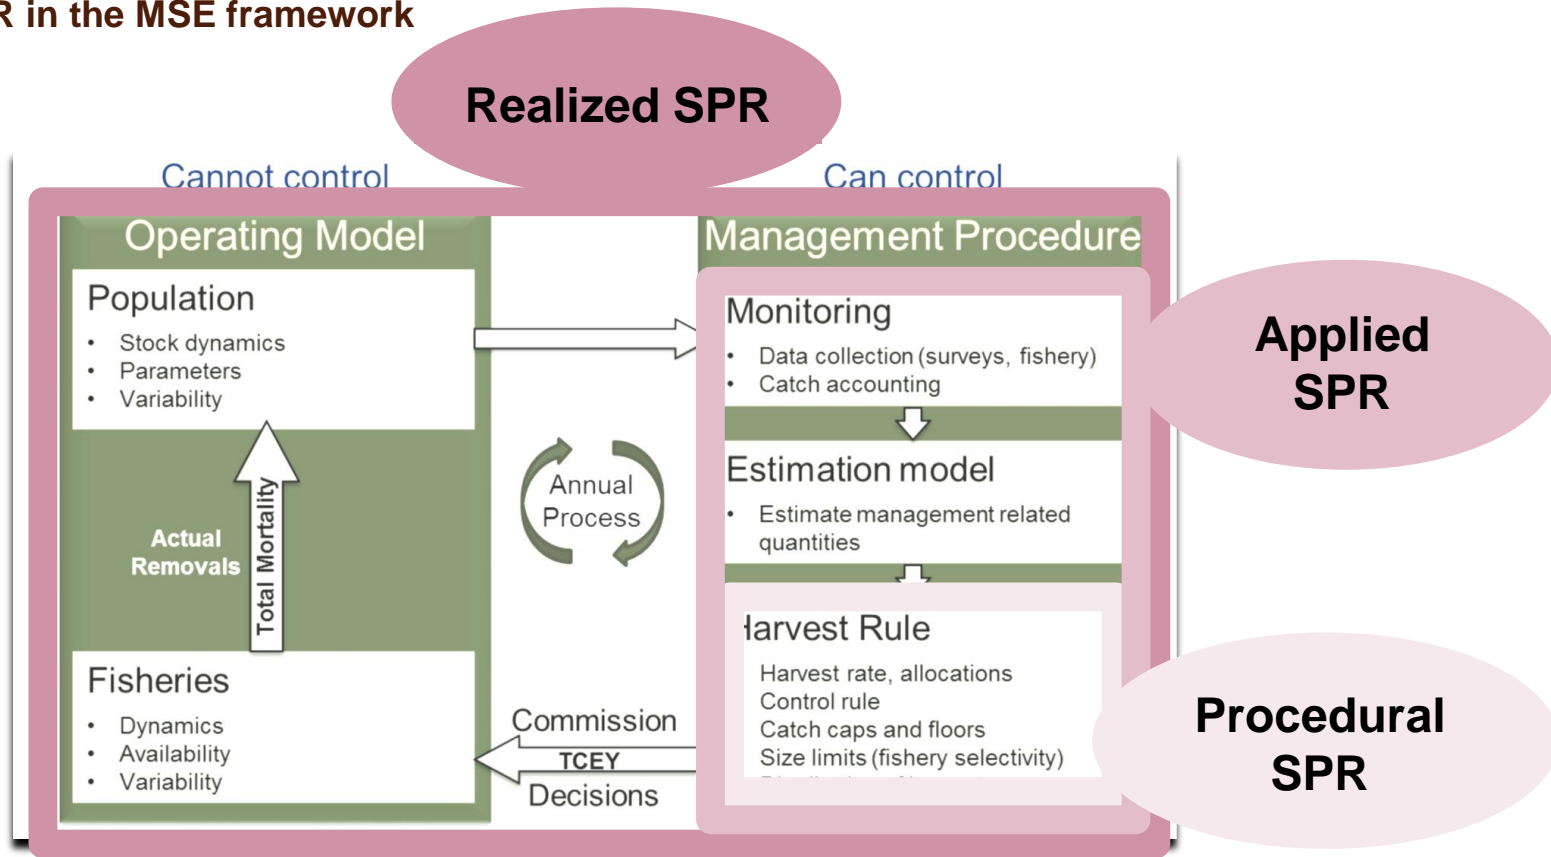 R in the MSE framework
Realized SPR
Cannot control
Can control
Operating Model
Management Procedure
Population
• Stock dynamics
• Parameters
• Variability
Monitoring
• Data collection (surveys, fishery)
• Catch accounting
Applied
SPR
Estimation model
• Estimate management related
quantities
Annual
Process
Actual
Removals
Total Mortality
Harvest Rule
Harvest rate, allocations
Control rule
Catch caps and floors
Size limits (fishery selectivity)
Procedural
SPR
Fisheries
• Dynamics
• Availability
• Variability
Commission
TCEY
Decisions